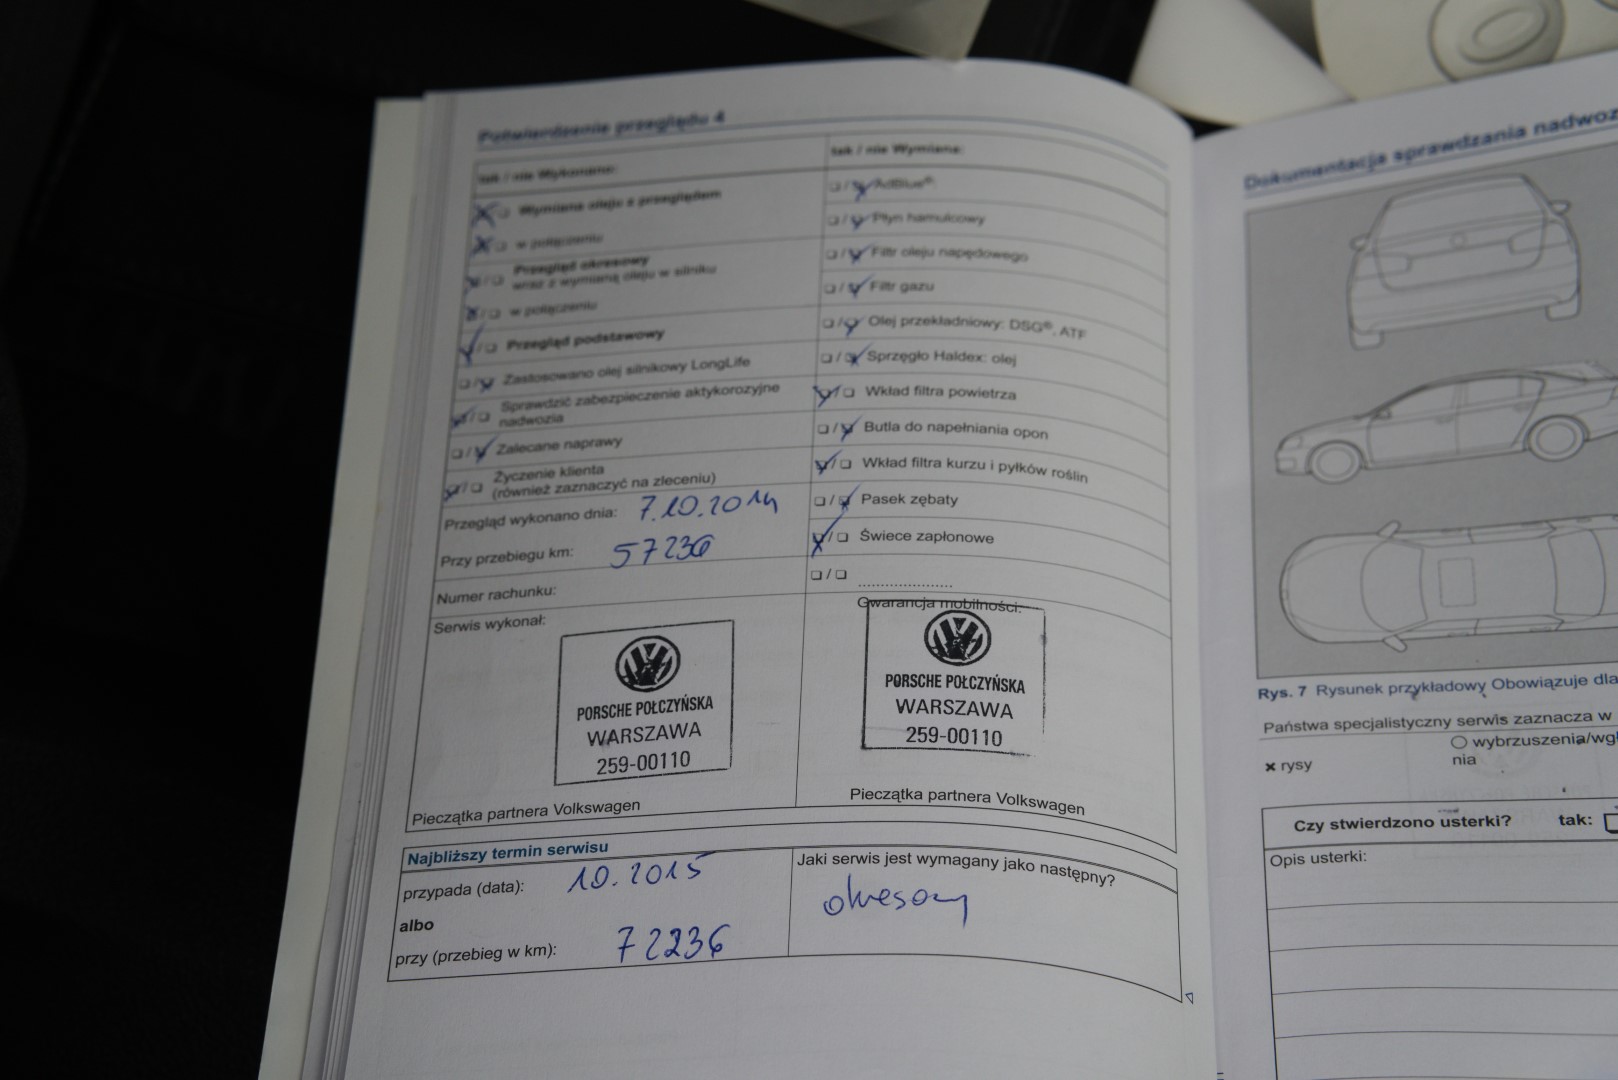 Potwierdzenie przeglądu 4
tak / nie Wykonano:
Wymiana oleju z przeglądem
w połączeniu
Przegląd okresowy
wraz z wymianą oleju w silniku
w połączeniu
Przegląd podstawowy
Zastosowano olej silnikowy LongLife
Sprawdzić zabezpieczenie aktykorozyjne
nadwozia
Zalecane naprawy
Życzenie klienta
(również zaznaczyć na zleceniu)
Przegląd wykonano dnia: 7.10.2014
Przy przebiegu km: 57236
Numer rachunku:
Serwis wykonał:
PORSCHE POŁCZYŃSKA
WARSZAWA
259-00110
Pieczątka partnera Volkswagen
tak / nie Wymiana:
AdBlue®:
Płyn hamulcowy
Filtr oleju napędowego
Filtr gazu
Olej przekładniowy: DSG®, ATF
Sprzęgło Haldex: olej
Wkład filtra powietrza
Butla do napełniania opon
Wkład filtra kurzu i pyłków roślin
Pasek zębaty
Świece zapłonowe
....................
Gwarancja mobilności:
PORSCHE POŁCZYŃSKA
WARSZAWA
259-00110
Pieczątka partnera Volkswagen
Najbliższy termin serwisu
przypada (data): 10.2015
albo
przy (przebieg w km): 72236
Jaki serwis jest wymagany jako następny?
okresowy
Dokumentacja sprawdzania nadwoz
Rys. 7 Rysunek przykładowy Obowiązuje dla
Państwa specjalistyczny serwis zaznacza w
× rysy
○ wybrzuszenia/wgł
nia
Czy stwierdzono usterki? tak:
Opis usterki: